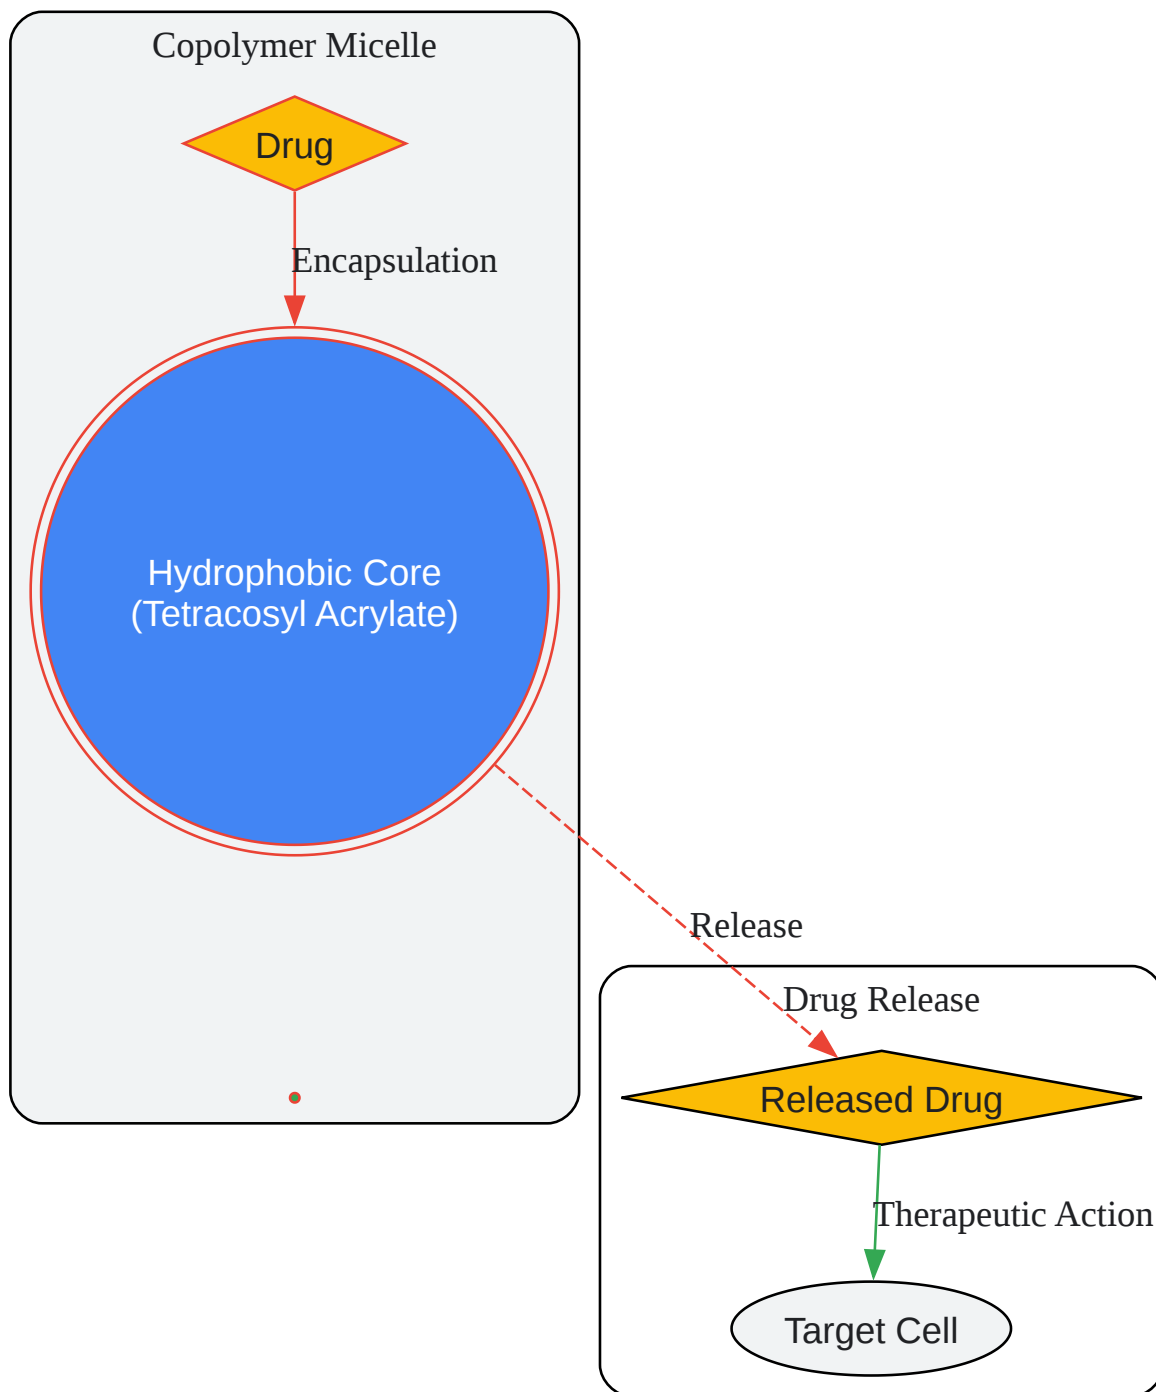 Copolymer Micelle
Drug
Encapsulation
Hydrophobic Core
(Tetracosyl Acrylate)
Release
Drug Release
Released Drug
Therapeutic Action
Target Cell